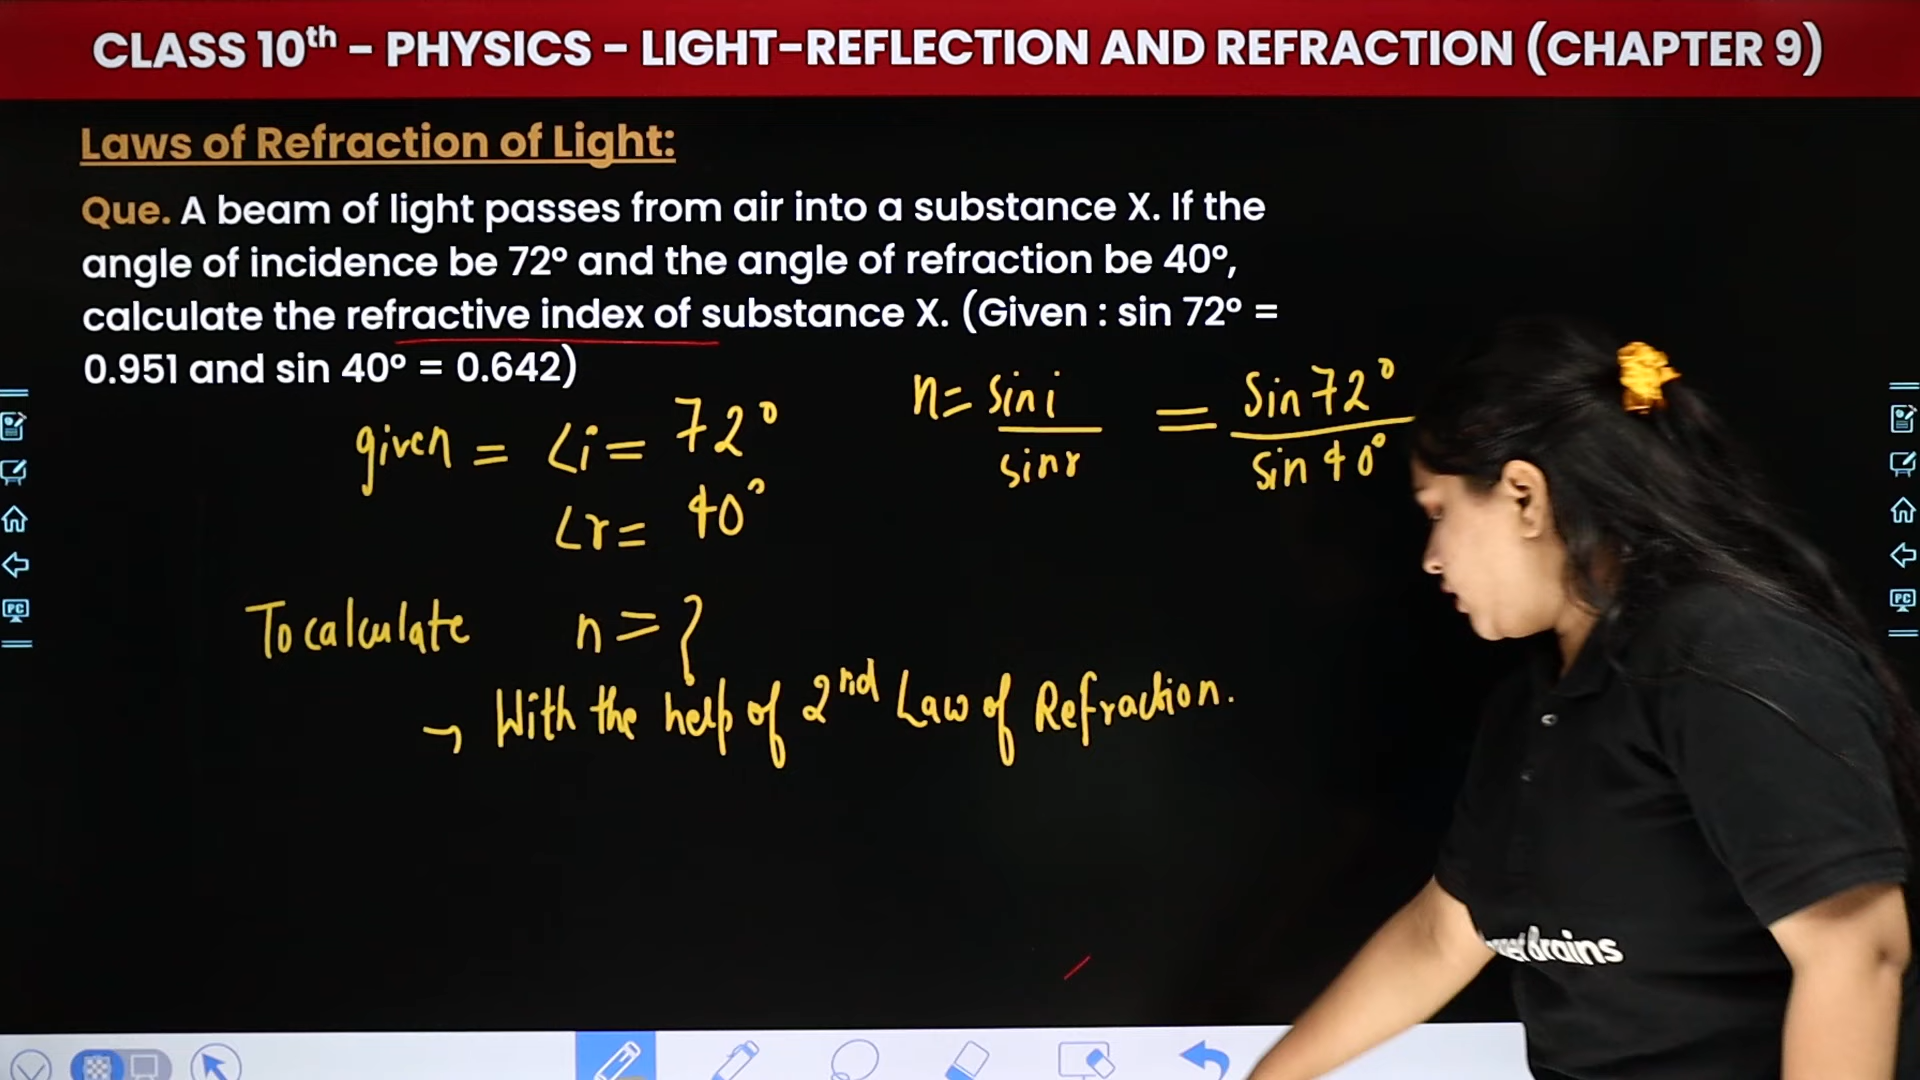 CLASS 10th – PHYSICS – LIGHT-REFLECTION AND REFRACTION (CHAPTER 9)
Laws of Refraction of Light:
Que. A beam of light passes from air into a substance X. If the
angle of incidence be 72° and the angle of refraction be 40°,
calculate the refractive index of substance X. (Given : sin 72° =
0.951 and sin 40° = 0.642)
given = ∠i = 72°
∠r = 40°
n = sin i / sin r = Sin 72° / Sin 40°
To calculate n = ?
→ With the help of 2nd Law of Refraction.
Brains
PC
PC